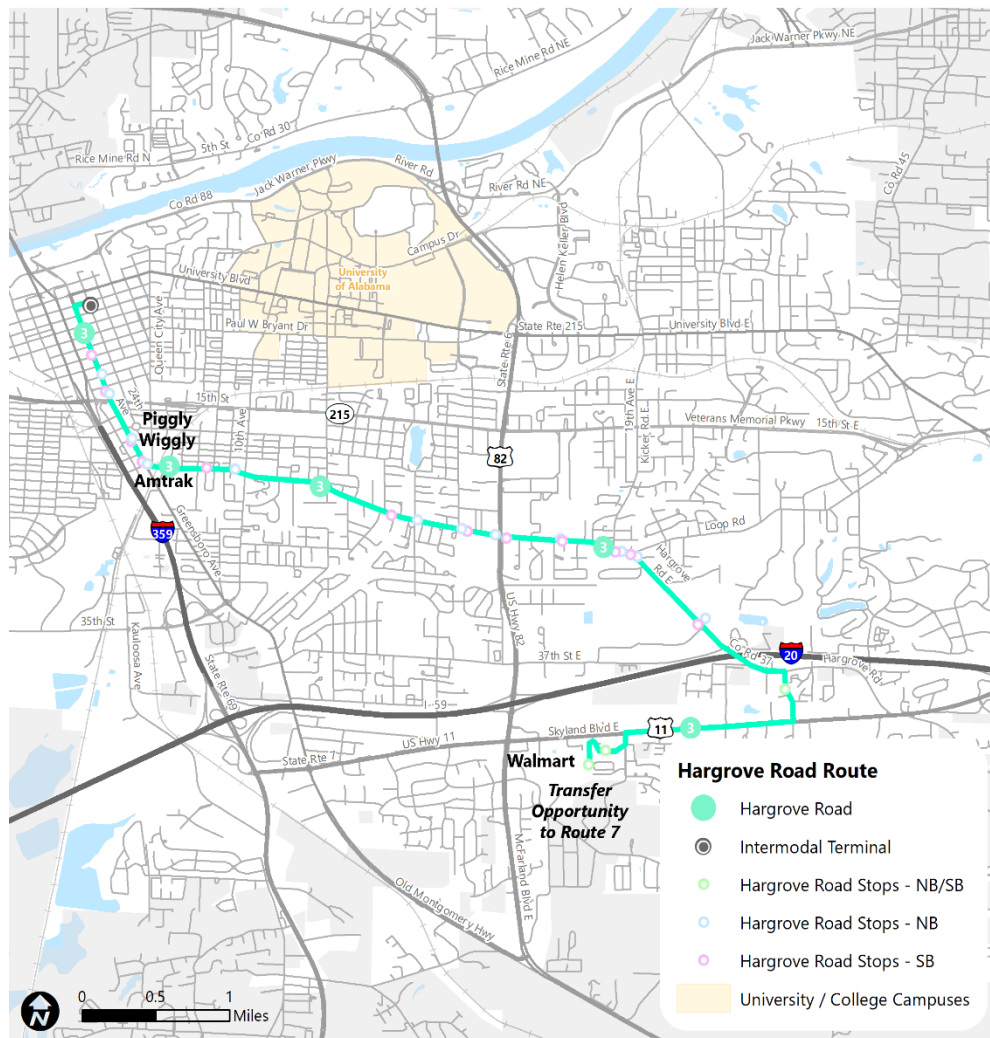 Jack Warner Pkwy NE
Rice Mine Rd NE
Co Rd 30
5th St
Rice Mine Rd N
Co Rd 45
Jack Warner Pkwy
River Rd
River Rd NE
Co Rd 88
Helen Keller Blvd
Campus Dr
University Blvd
University
of Alabama
State Rte 6
Queen City Ave
Paul W Bryant Dr
State Rte 215
University Blvd E
3
24th Ave
15th St
10th Ave
215
19th Ave E
Kicker Rd E
Veterans Memorial Pkwy
15th St E
Piggly
Wiggly
82
3
Amtrak
3
Greensboro Ave
359
Loop Rd
3
Hargrove Rd E
US Hwy 82
35th St
Kauloosa Ave
State Rte 69
37th St E
Co Rd 37
20
Hargrove Rd
I-59
Skyland Blvd E
11
3
US Hwy 11
State Rte 7
Walmart
Transfer
Opportunity
to Route 7
McFarland Blvd E
Old Montgomery Hwy
Hargrove Road Route
Hargrove Road
Intermodal Terminal
Hargrove Road Stops - NB/SB
Hargrove Road Stops - NB
Hargrove Road Stops - SB
University / College Campuses
N
0 0.5 1
Miles